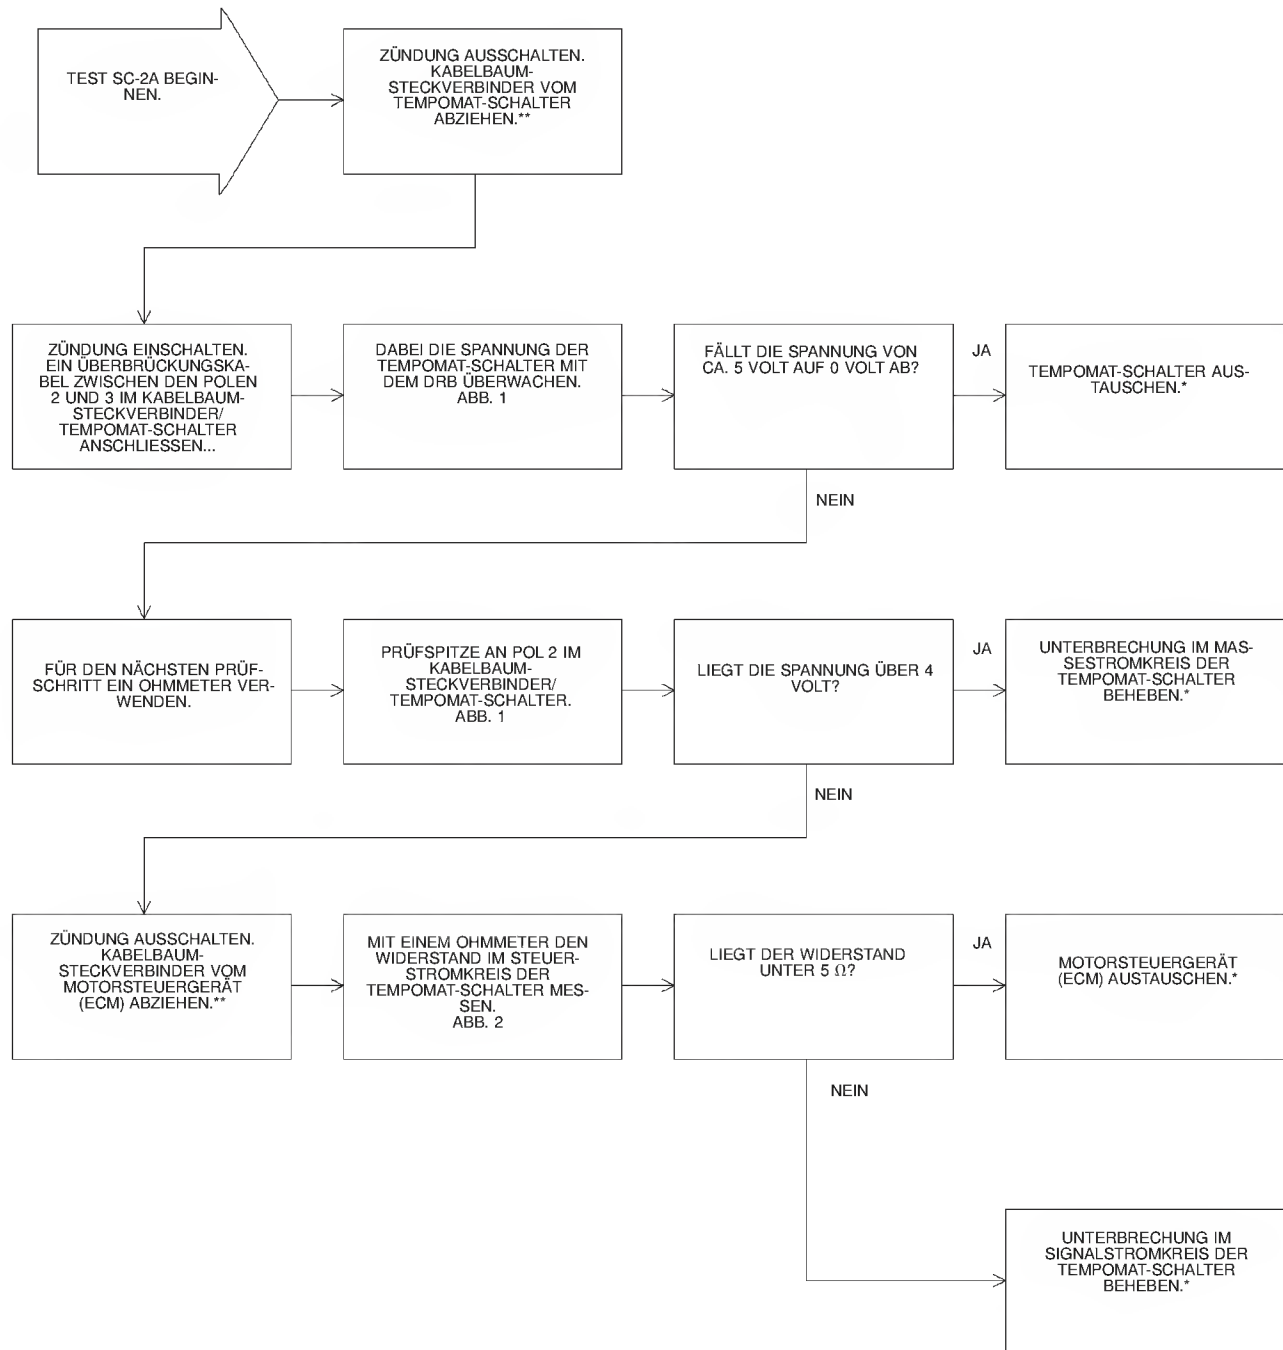 TEST SC-2A BEGIN-
NEN.
ZÜNDUNG AUSSCHALTEN.
KABELBAUM-
STECKVERBINDER VOM
TEMPOMAT-SCHALTER
ABZIEHEN.**
ZÜNDUNG EINSCHALTEN.
EIN ÜBERBRÜCKUNGSKA-
BEL ZWISCHEN DEN POLEN
2 UND 3 IM KABELBAUM-
STECKVERBINDER/
TEMPOMAT-SCHALTER
ANSCHLIESSEN...
DABEI DIE SPANNUNG DER
TEMPOMAT-SCHALTER MIT
DEM DRB ÜBERWACHEN.
ABB. 1
FÄLLT DIE SPANNUNG VON
CA. 5 VOLT AUF 0 VOLT AB?
JA
TEMPOMAT-SCHALTER AUS-
TAUSCHEN.*
NEIN
FÜR DEN NÄCHSTEN PRÜF-
SCHRITT EIN OHMMETER VER-
WENDEN.
PRÜFSPITZE AN POL 2 IM
KABELBAUM-
STECKVERBINDER/
TEMPOMAT-SCHALTER.
ABB. 1
LIEGT DIE SPANNUNG ÜBER 4
VOLT?
JA
UNTERBRECHUNG IM MAS-
SESTROMKREIS DER
TEMPOMAT-SCHALTER
BEHEBEN.*
NEIN
ZÜNDUNG AUSSCHALTEN.
KABELBAUM-
STECKVERBINDER VOM
MOTORSTEUERGERÄT
(ECM) ABZIEHEN.**
MIT EINEM OHMMETER DEN
WIDERSTAND IM STEUER-
STROMKREIS DER
TEMPOMAT-SCHALTER MES-
SEN.
ABB. 2
LIEGT DER WIDERSTAND
UNTER 5 Ω?
JA
MOTORSTEUERGERÄT
(ECM) AUSTAUSCHEN.*
NEIN
UNTERBRECHUNG IM
SIGNALSTROMKREIS DER
TEMPOMAT-SCHALTER
BEHEBEN.*